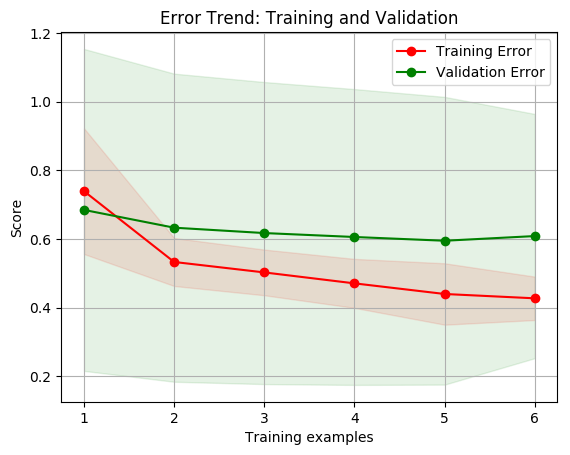 Error Trend: Training and Validation
Training Error
Validation Error
Score
1.2
1.0
0.8
0.6
0.4
0.2
1 2 3 4 5 6
Training examples